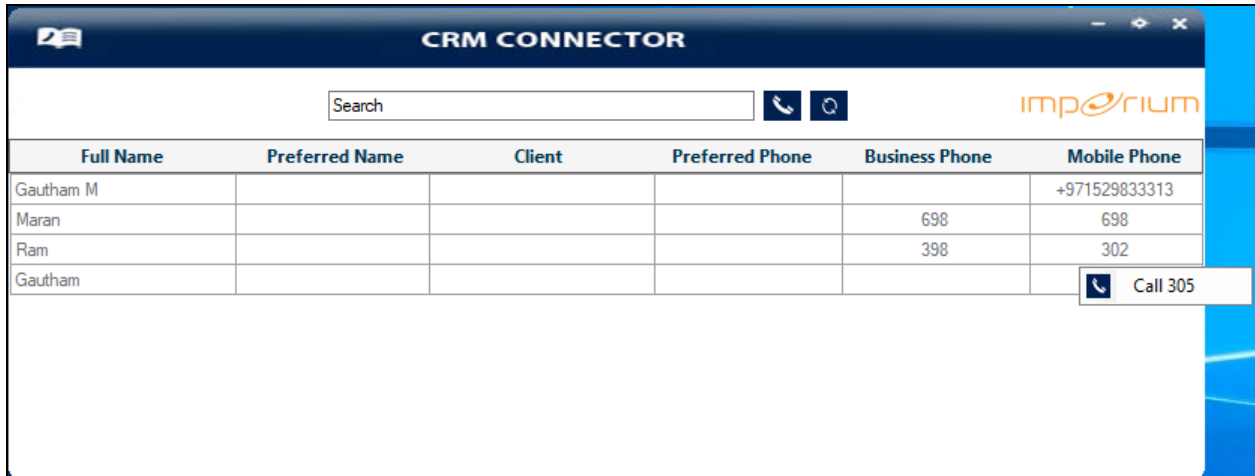 CRM CONNECTOR
Search
imperium
Full Name Preferred Name Client Preferred Phone Business Phone Mobile Phone
Gautham M +971529833313
Maran 698 698
Ram 398 302
Gautham
Call 305